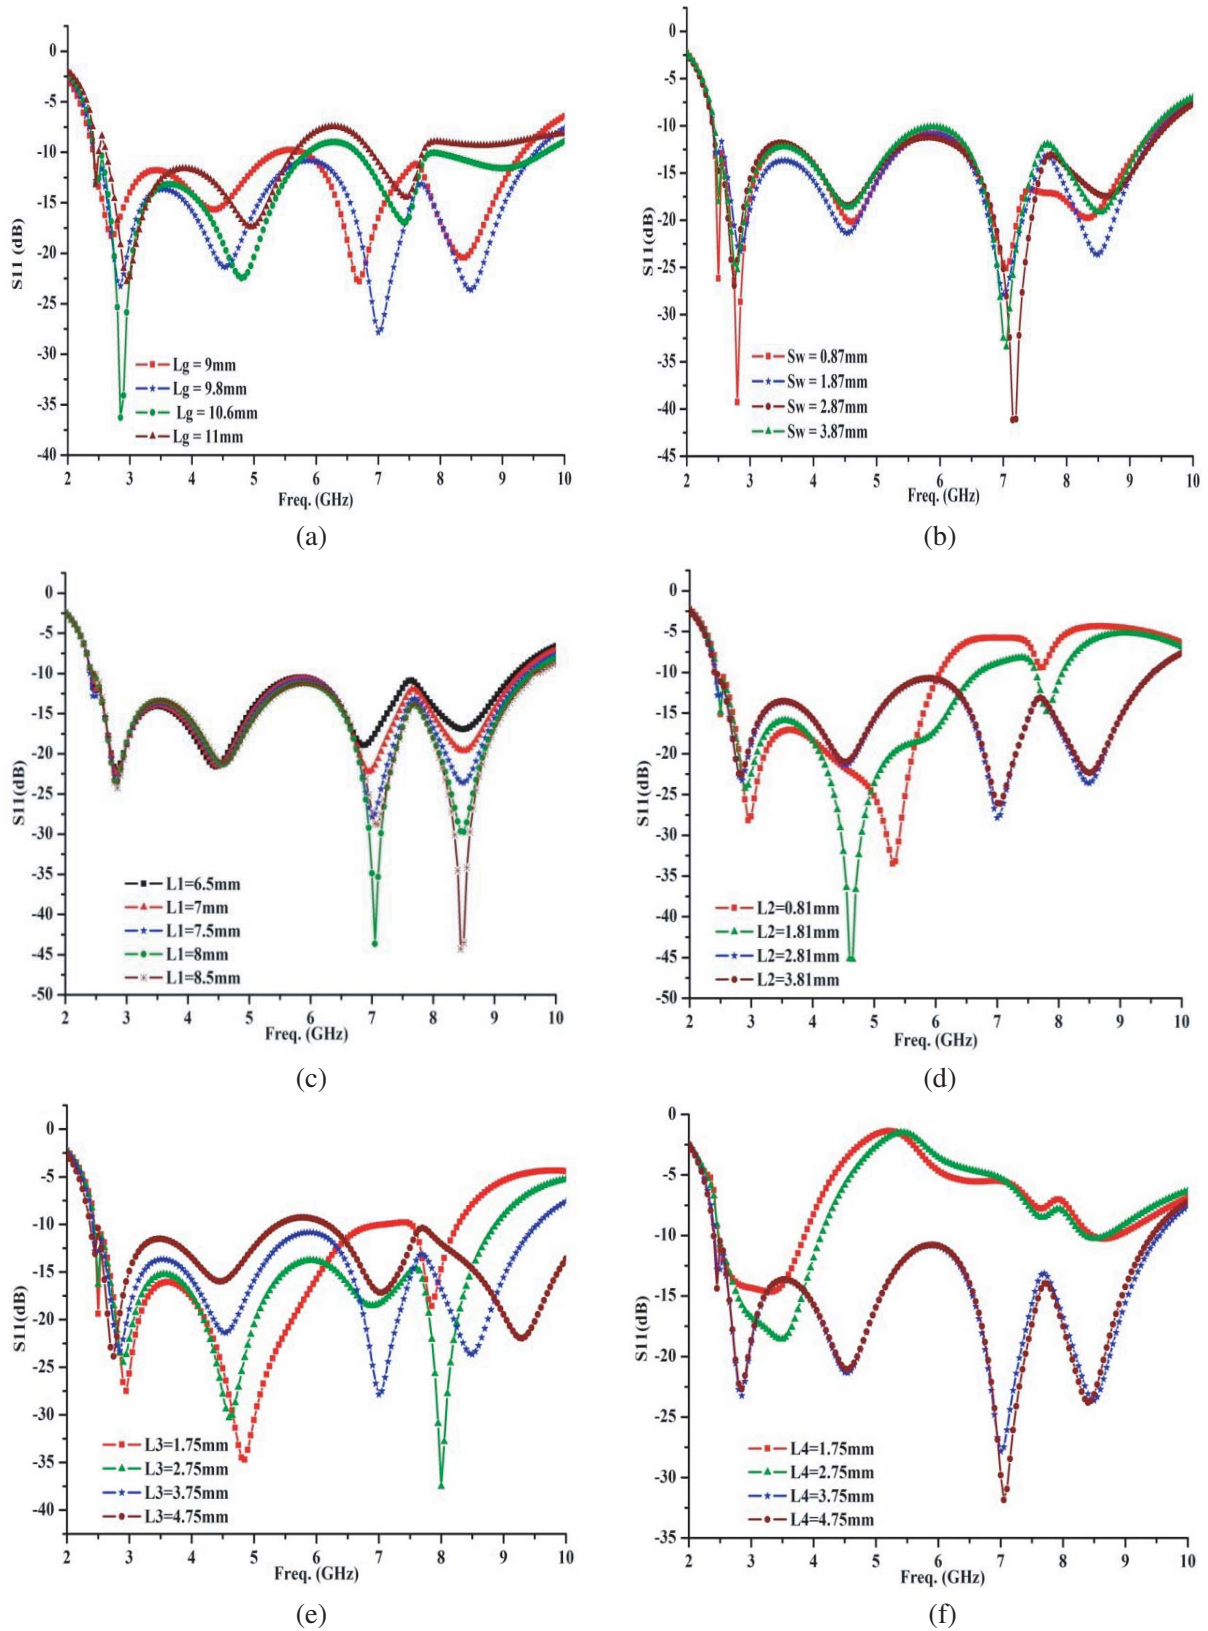 0
-5
-10
-15
-20
-25
-30
-35
-40
S11 (dB)
Lg = 9mm
Lg = 9.8mm
Lg = 10.6mm
Lg = 11mm
2 3 4 5 6 7 8 9 10
Freq. (GHz)
(a)
0
-5
-10
-15
-20
-25
-30
-35
-40
-45
S11(dB)
Sw = 0.87mm
Sw = 1.87mm
Sw = 2.87mm
Sw = 3.87mm
2 3 4 5 6 7 8 9 10
Freq. (GHz)
(b)
0
-5
-10
-15
-20
-25
-30
-35
-40
-45
-50
S11(dB)
L1=6.5mm
L1=7mm
L1=7.5mm
L1=8mm
L1=8.5mm
2 3 4 5 6 7 8 9 10
Freq. (GHz)
(c)
0
-5
-10
-15
-20
-25
-30
-35
-40
-45
-50
S11(dB)
L2=0.81mm
L2=1.81mm
L2=2.81mm
L2=3.81mm
2 3 4 5 6 7 8 9 10
Freq. (GHz)
(d)
0
-5
-10
-15
-20
-25
-30
-35
-40
S11(dB)
L3=1.75mm
L3=2.75mm
L3=3.75mm
L3=4.75mm
2 3 4 5 6 7 8 9 10
Freq. (GHz)
(e)
0
-5
-10
-15
-20
-25
-30
-35
S11(dB)
L4=1.75mm
L4=2.75mm
L4=3.75mm
L4=4.75mm
2 3 4 5 6 7 8 9 10
Freq. (GHz)
(f)